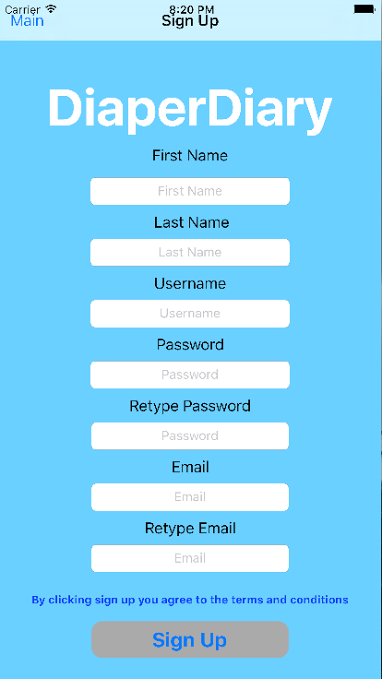 Carrier 8:20 PM
Main Sign Up
DiaperDiary
First Name
First Name
Last Name
Last Name
Username
Username
Password
Password
Retype Password
Password
Email
Email
Retype Email
Email
By clicking sign up you agree to the terms and conditions
Sign Up